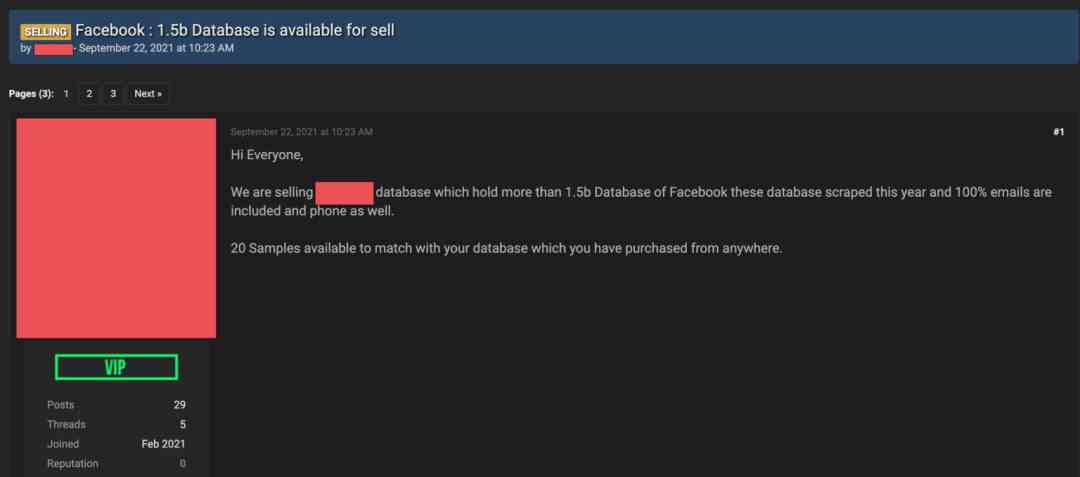 SELLING Facebook : 1.5b Database is available for sell
by - September 22, 2021 at 10:23 AM
Pages (3): 1 2 3 Next »
September 22, 2021 at 10:23 AM #1
Hi Everyone,
We are selling database which hold more than 1.5b Database of Facebook these database scraped this year and 100% emails are
included and phone as well.
20 Samples available to match with your database which you have purchased from anywhere.
VIP
Posts 29
Threads 5
Joined Feb 2021
Reputation 0